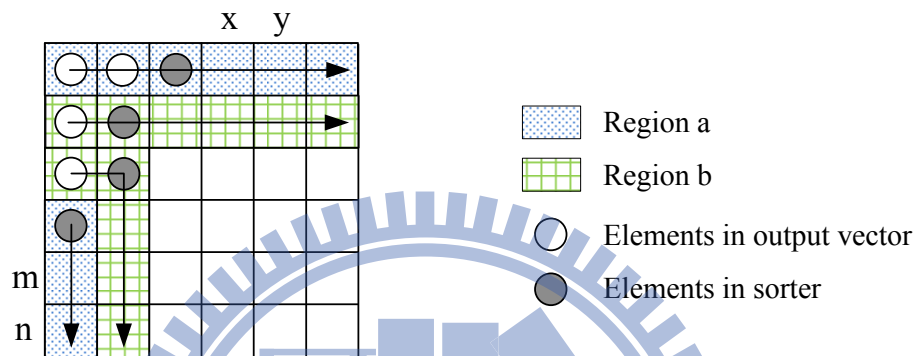 x y
Region a
Region b
Elements in output vector
m
Elements in sorter
n